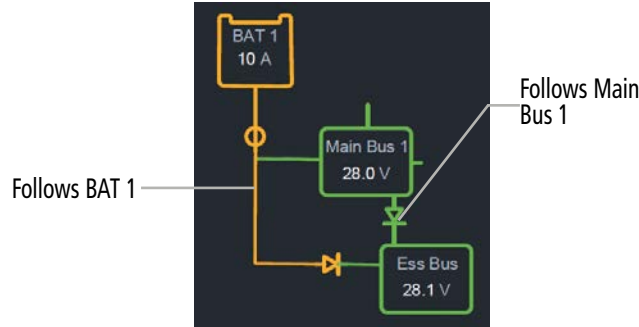 BAT 1
10 A
Follows Main
Bus 1
Main Bus 1
28.0 V
Follows BAT 1
Ess Bus
28.1 V